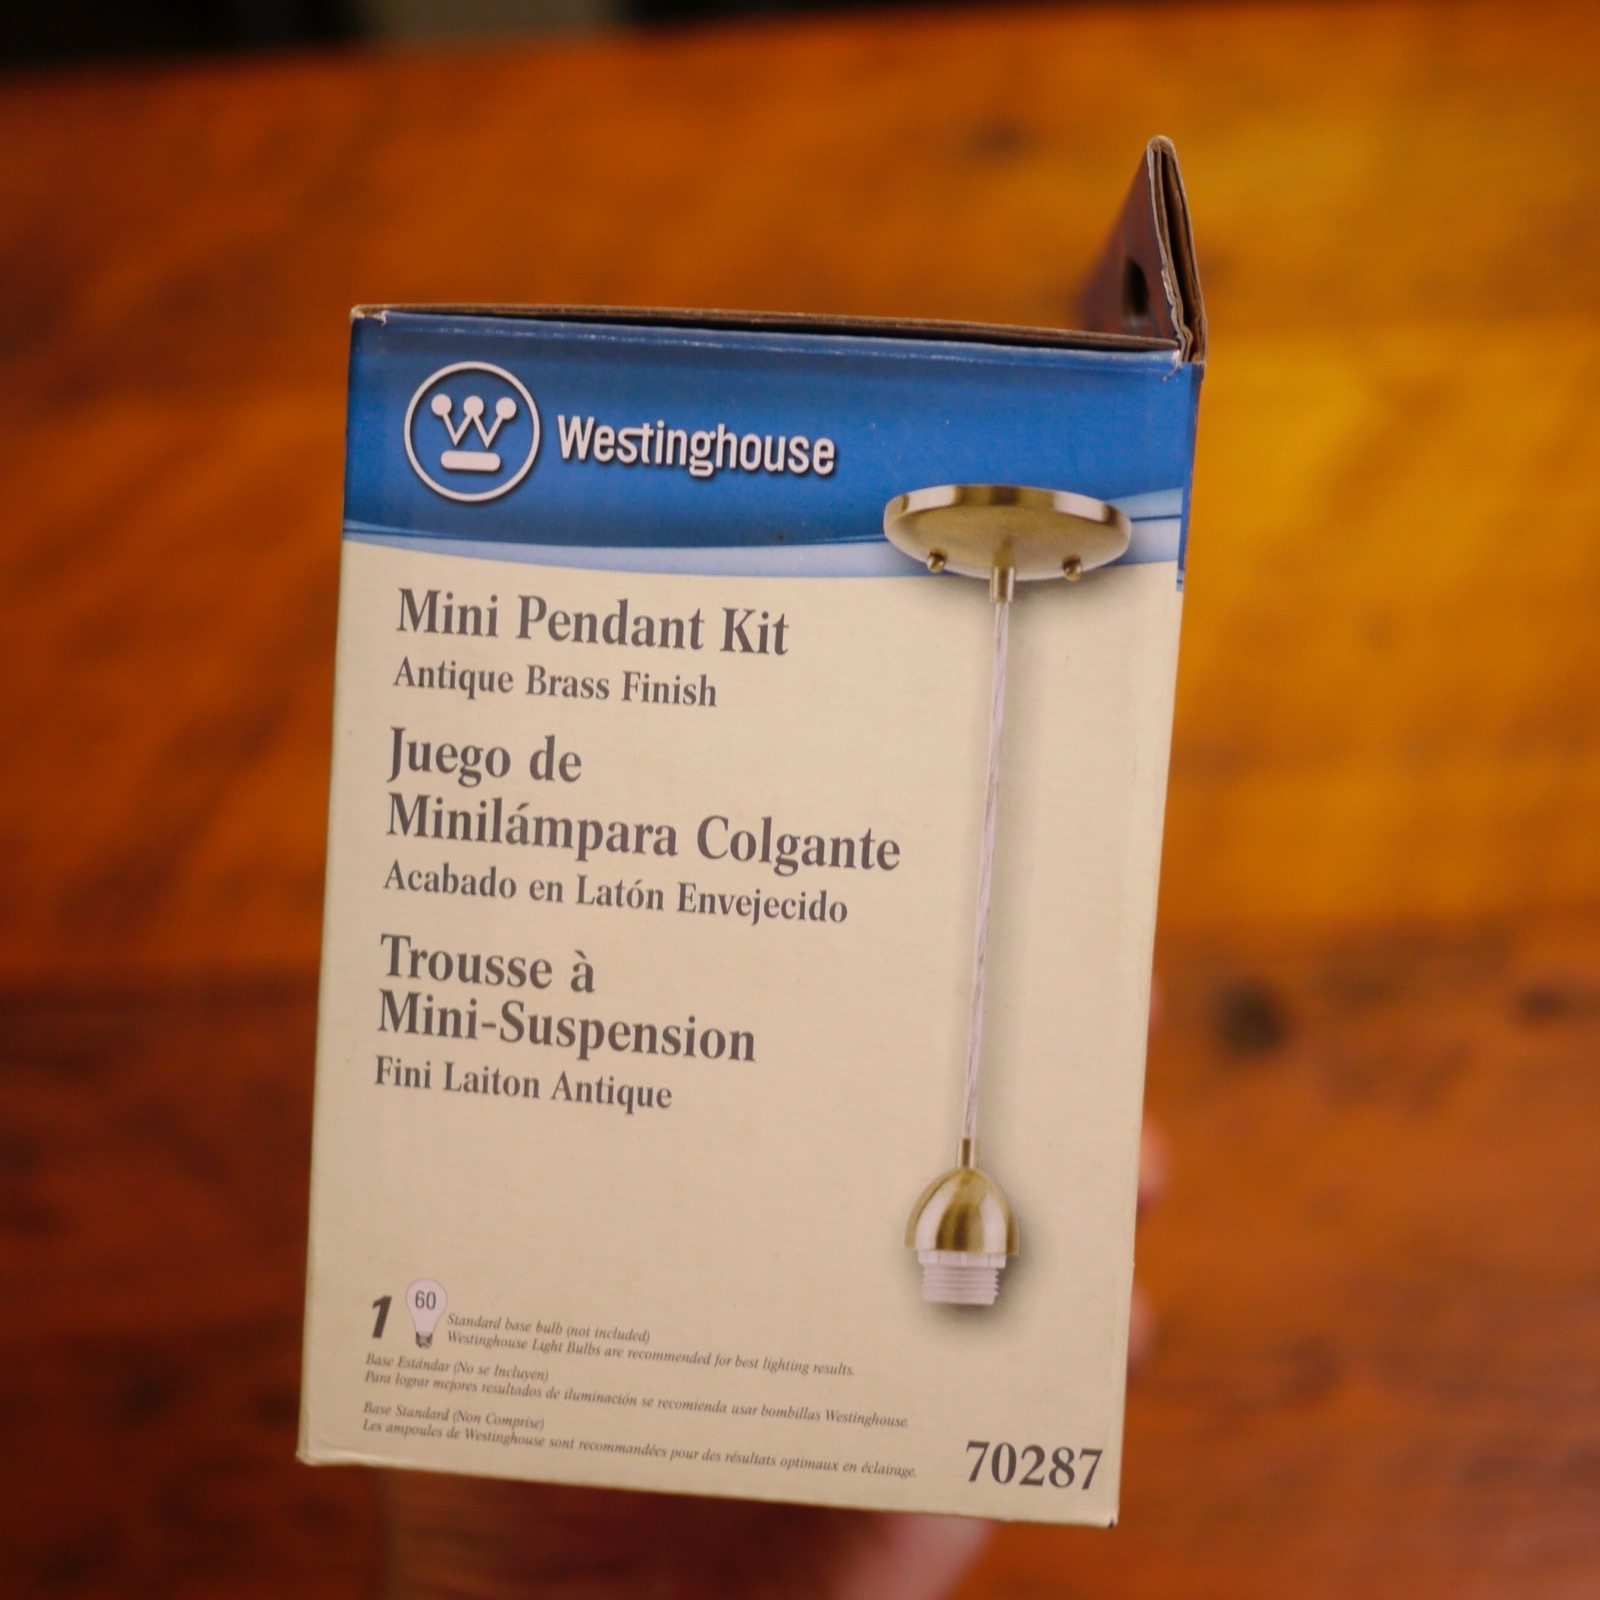 Westinghouse
Mini Pendant Kit
Antique Brass Finish
Juego de
Minilámpara Colgante
Acabado en Latón Envejecido
Trousse à
Mini-Suspension
Fini Laiton Antique
1 60 Standard base bulb (not included)
Westinghouse Light Bulbs are recommended for best lighting results.
Base Estándar (No se Incluyen)
Para lograr mejores resultados de iluminación se recomienda usar bombillas Westinghouse.
Base Standard (Non Comprise)
Les ampoules de Westinghouse sont recommandées pour des résultats optimaux en éclairage.
70287